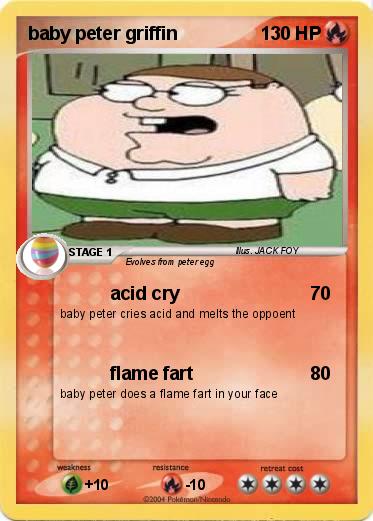 baby peter griffin 130 HP
STAGE 1 Illus. JACK FOY
Evolves from peter egg
acid cry 70
baby peter cries acid and melts the oppoent
flame fart 80
baby peter does a flame fart in your face
weakness resistance retreat cost
+10 -10
©2004 Pokémon/Nintendo